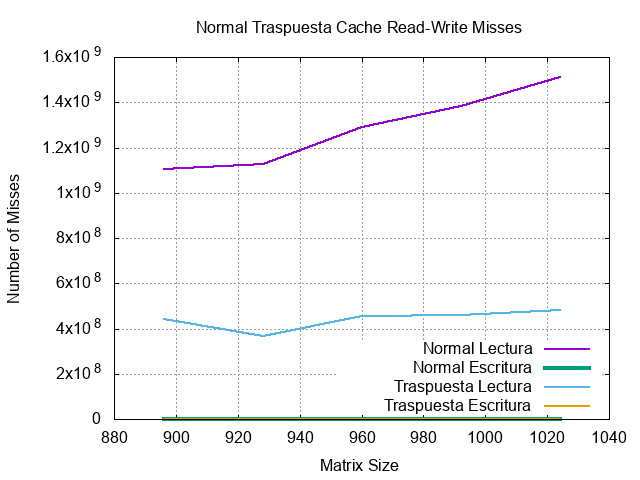 Normal Traspuesta Cache Read-Write Misses
1.6x10^9
1.4x10^9
1.2x10^9
1x10^9
8x10^8
6x10^8
4x10^8
2x10^8
0
Number of Misses
Normal Lectura
Normal Escritura
Traspuesta Lectura
Traspuesta Escritura
880 900 920 940 960 980 1000 1020 1040
Matrix Size